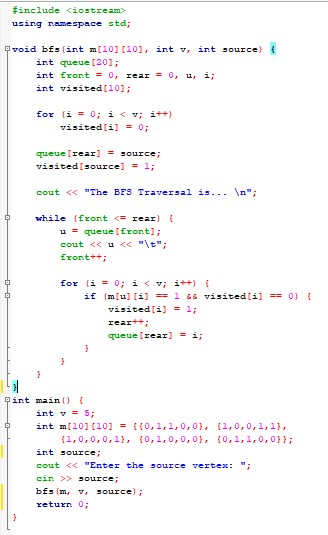 #include <iostream>
using namespace std;
void bfs(int m[10][10], int v, int source) {
int queue[20];
int front = 0, rear = 0, u, i;
int visited[10];
for (i = 0; i < v; i++)
visited[i] = 0;
queue[rear] = source;
visited[source] = 1;
cout << "The BFS Traversal is... \n";
while (front <= rear) {
u = queue[front];
cout << u << "\t";
front++;
for (i = 0; i < v; i++) {
if (m[u][i] == 1 && visited[i] == 0) {
visited[i] = 1;
rear++;
queue[rear] = i;
}
}
}
}
int main() {
int v = 5;
int m[10][10] = {{0,1,1,0,0}, {1,0,0,1,1},
{1,0,0,0,1}, {0,1,0,0,0}, {0,1,1,0,0}};
int source;
cout << "Enter the source vertex: ";
cin >> source;
bfs(m, v, source);
return 0;
}